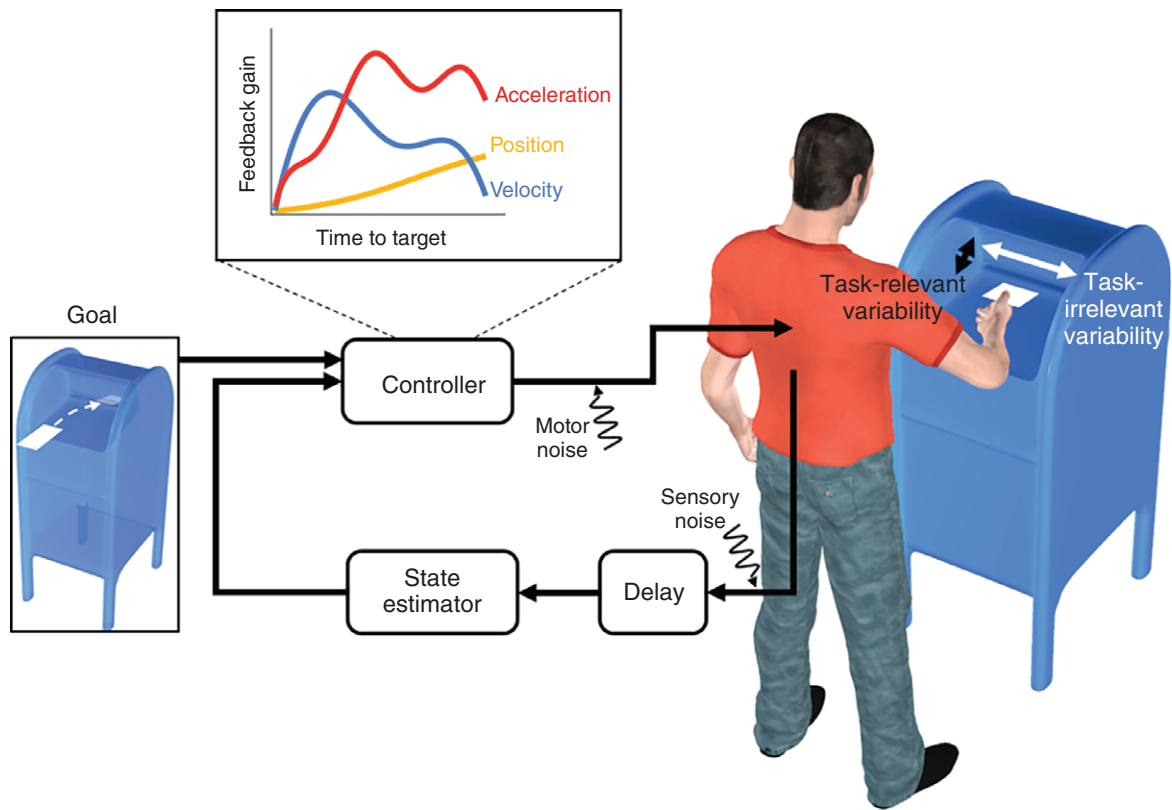 Feedback gain
Acceleration
Position
Velocity
Time to target
Goal
Controller
Motor
noise
Task-relevant
variability
Task-
irrelevant
variability
Sensory
noise
State
estimator
Delay